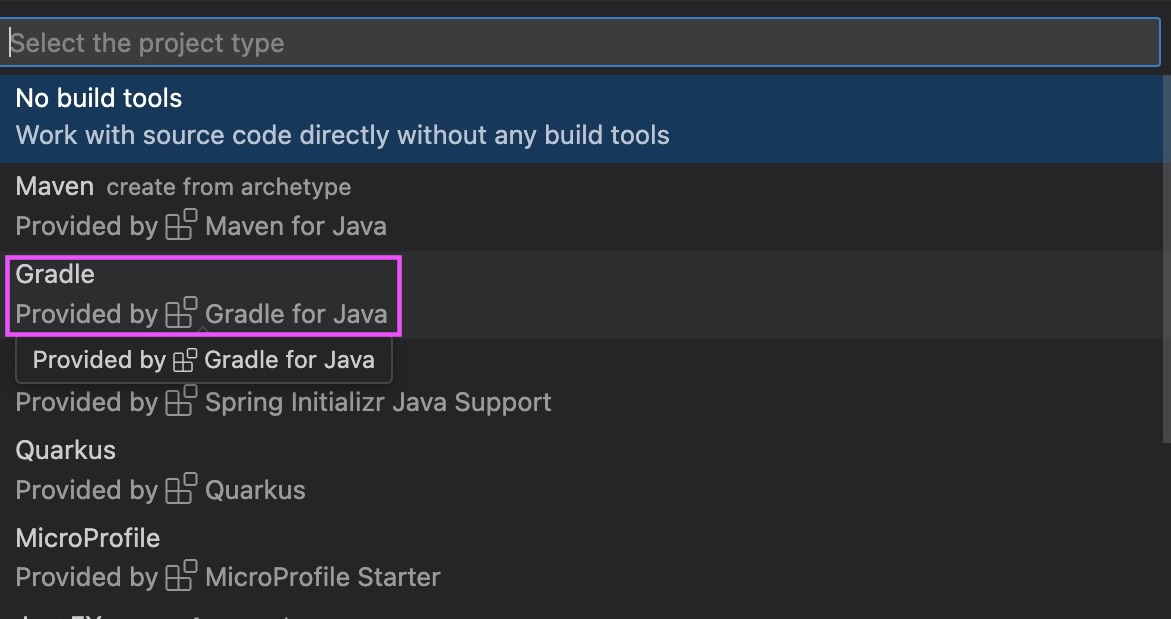 Select the project type
No build tools
Work with source code directly without any build tools
Maven create from archetype
Provided by Maven for Java
Gradle
Provided by Gradle for Java
Provided by Gradle for Java
Provided by Spring Initializr Java Support
Quarkus
Provided by Quarkus
MicroProfile
Provided by MicroProfile Starter